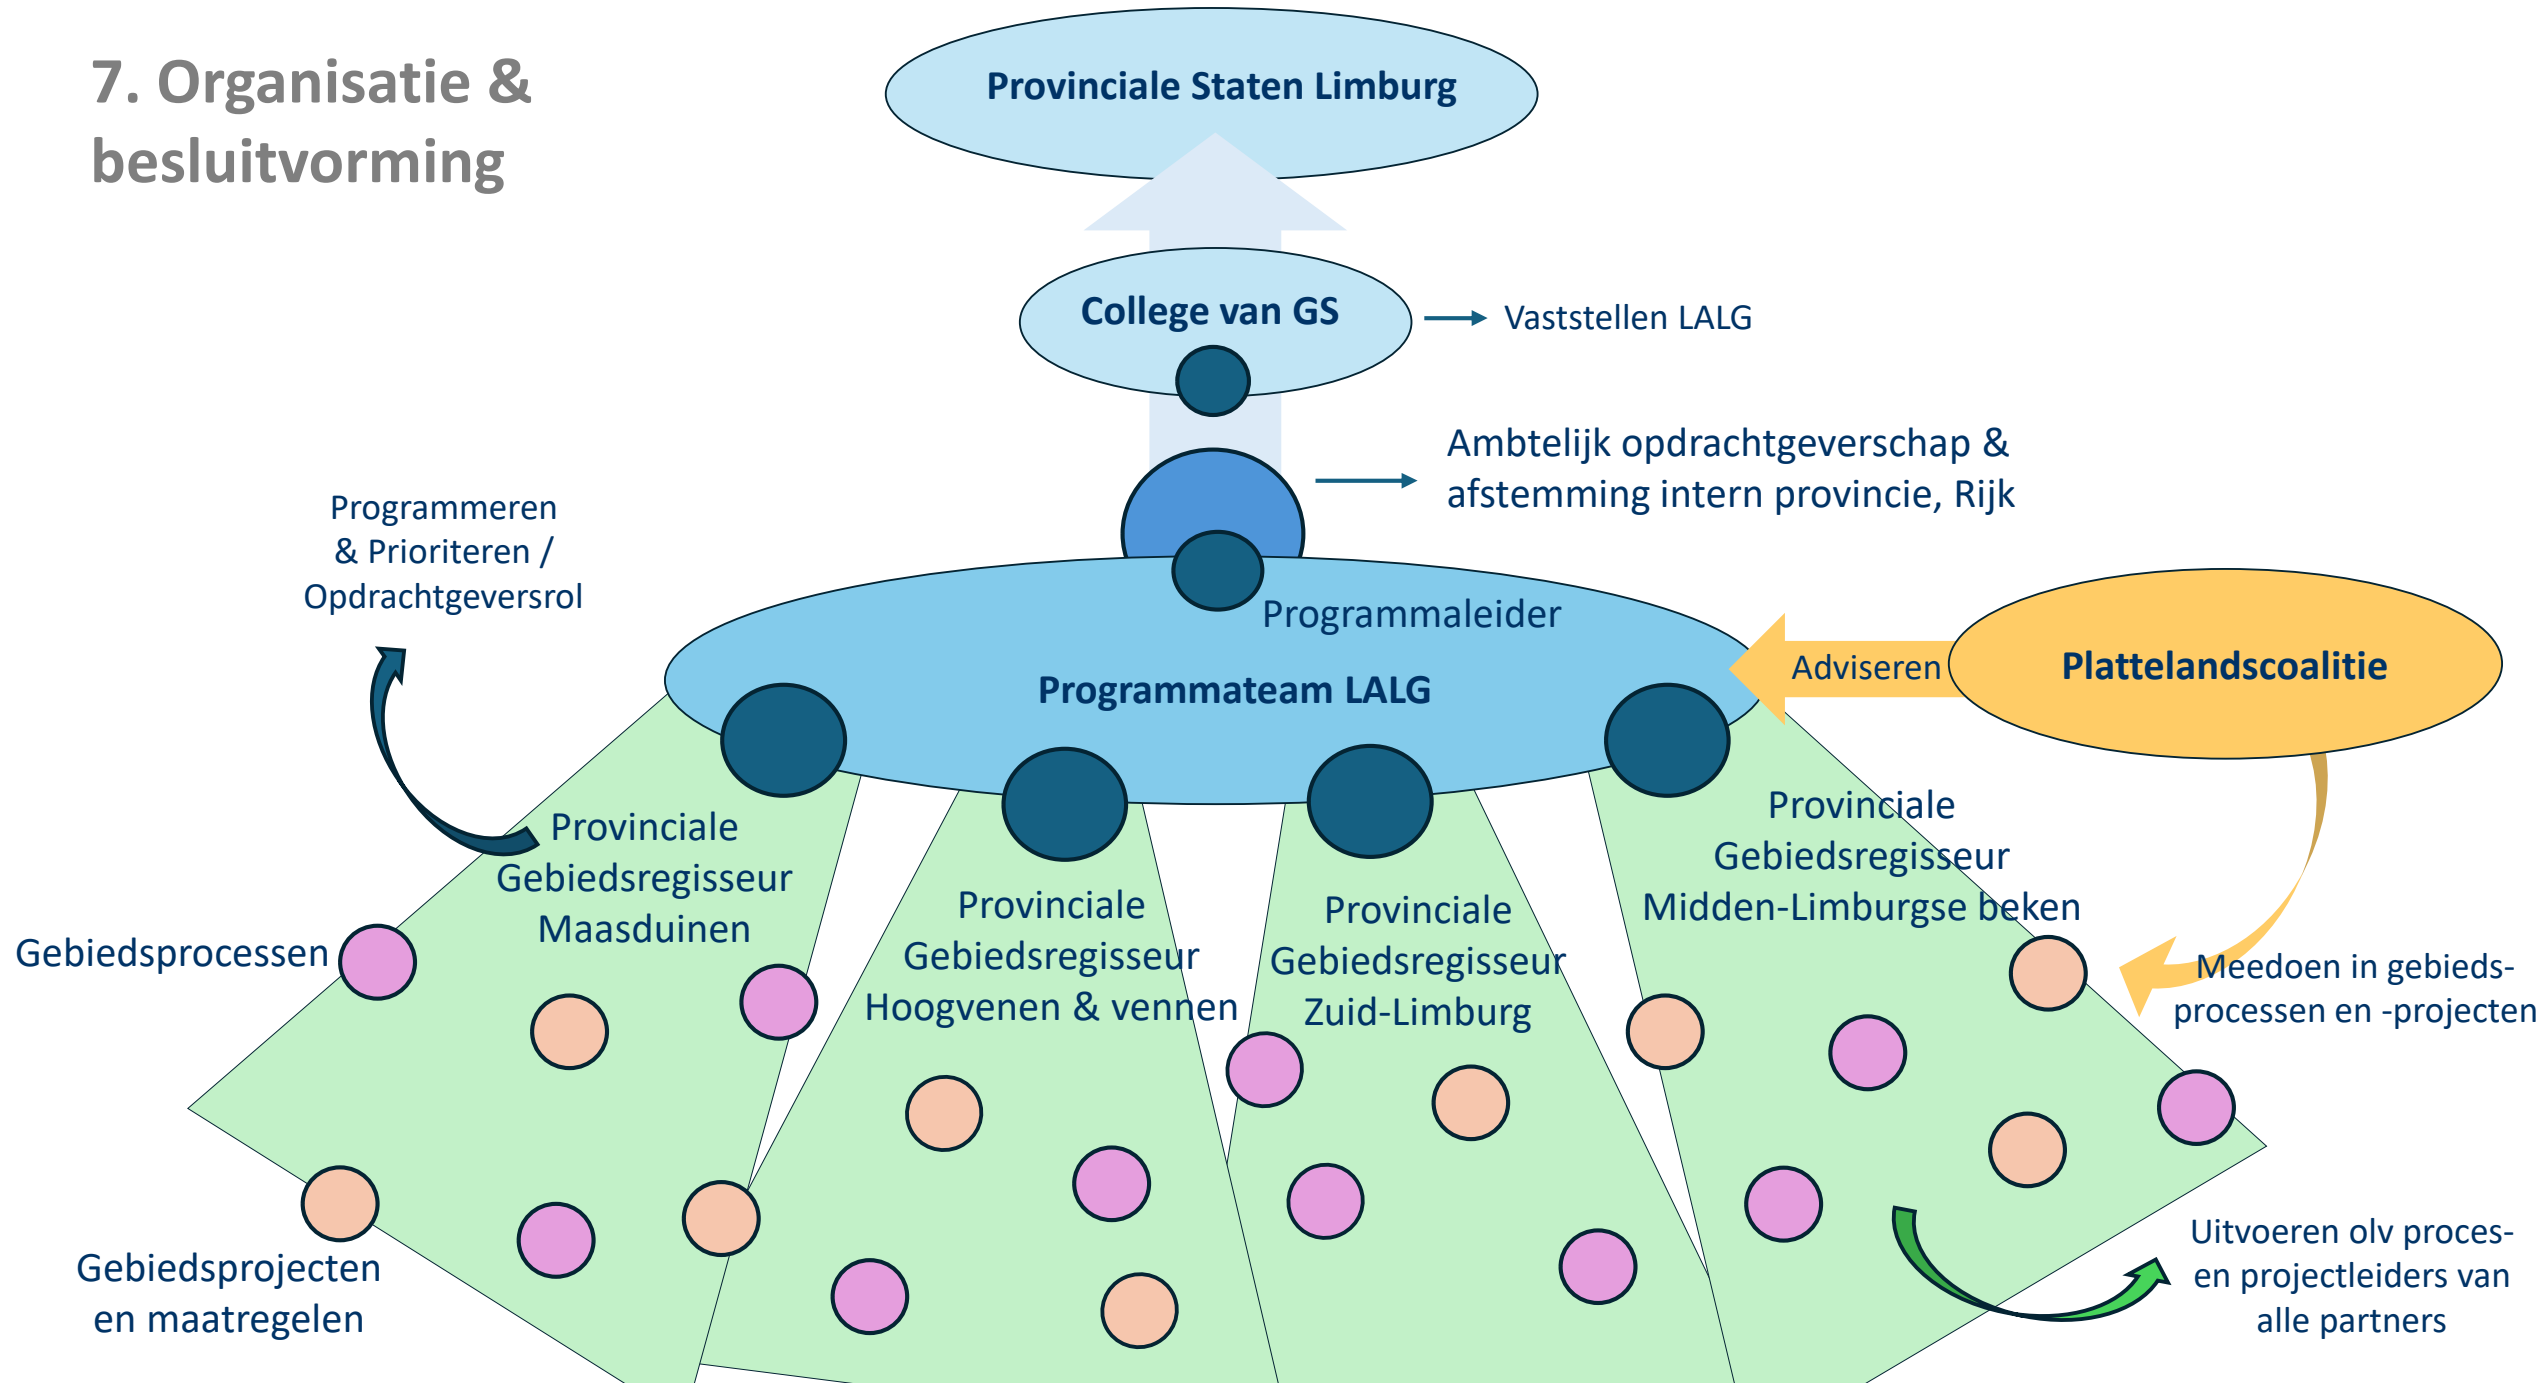 7. Organisatie &
besluitvorming
Provinciale Staten Limburg
College van GS
Vaststellen LALG
Ambtelijk opdrachtgeverschap &
afstemming intern provincie, Rijk
Programmeren
& Prioriteren /
Opdrachtgeversrol
Programmaleider
Programmateam LALG
Adviseren
Plattelandscoalitie
Provinciale
Gebiedsregisseur
Maasduinen
Provinciale
Gebiedsregisseur
Hoogvenen & vennen
Provinciale
Gebiedsregisseur
Zuid-Limburg
Provinciale
Gebiedsregisseur
Midden-Limburgse beken
Gebiedsprocessen
Meedoen in gebieds-
processen en -projecten
Gebiedsprojecten
en maatregelen
Uitvoeren olv proces-
en projectleiders van
alle partners